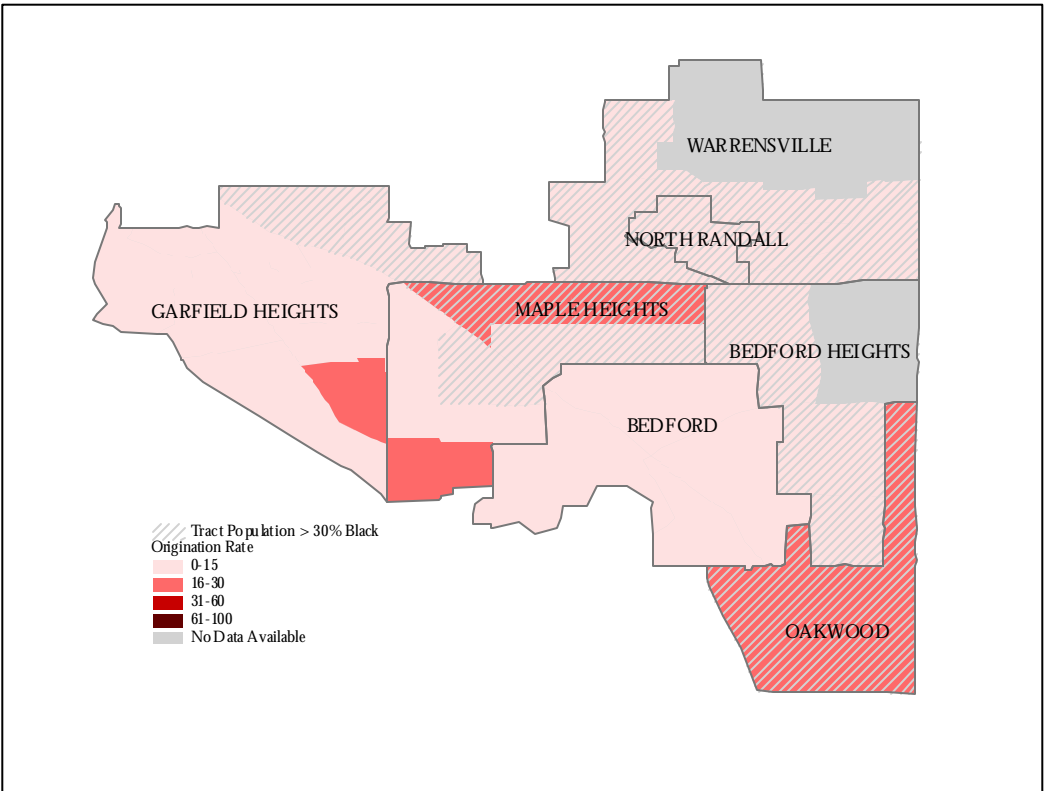 WARRENSVILLE
NORTH RANDALL
GARFIELD HEIGHTS
MAPLE HEIGHTS
BEDFORD HEIGHTS
BEDFORD
Tract Population > 30% Black
Origination Rate
0-15
16-30
31-60
61-100
No Data Available
OAKWOOD